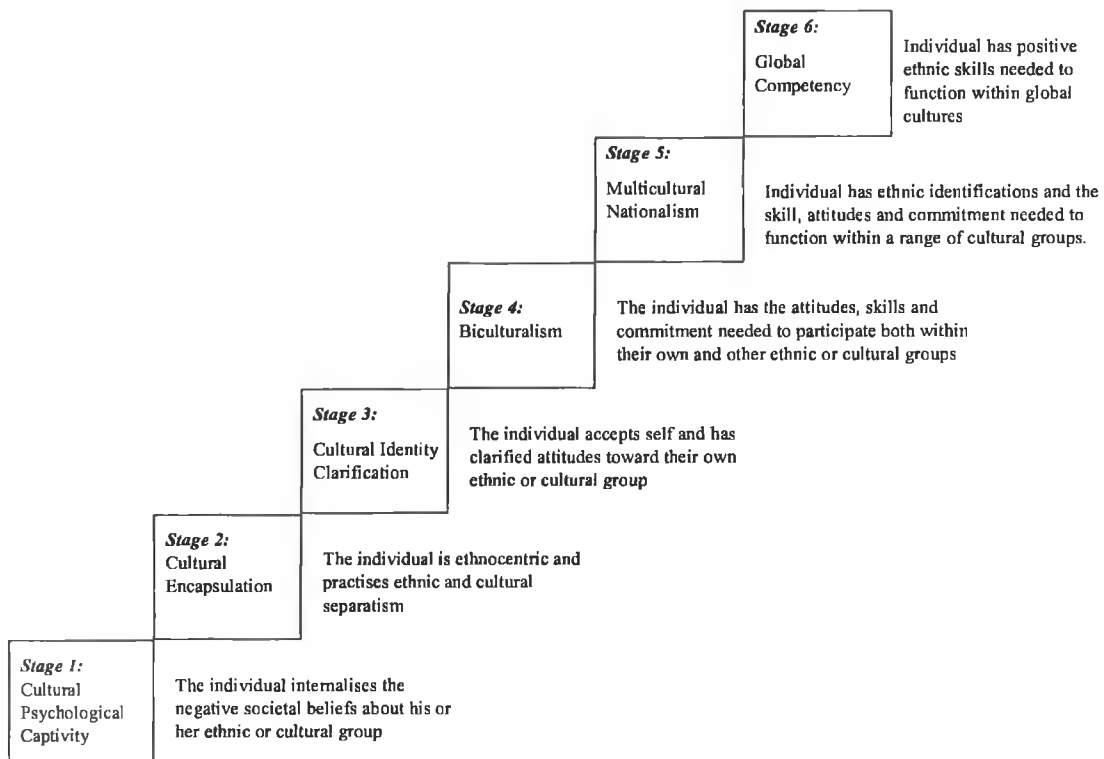 Stage 6:
Global
Competency
Individual has positive
ethnic skills needed to
function within global
cultures
Stage 5:
Multicultural
Nationalism
Individual has ethnic identifications and the
skill, attitudes and commitment needed to
function within a range of cultural groups.
Stage 4:
Biculturalism
The individual has the attitudes, skills and
commitment needed to participate both within
their own and other ethnic or cultural groups
Stage 3:
Cultural Identity
Clarification
The individual accepts self and has
clarified attitudes toward their own
ethnic or cultural group
Stage 2:
Cultural
Encapsulation
The individual is ethnocentric and
practises ethnic and cultural
separatism
Stage 1:
Cultural
Psychological
Captivity
The individual internalises the
negative societal beliefs about his or
her ethnic or cultural group